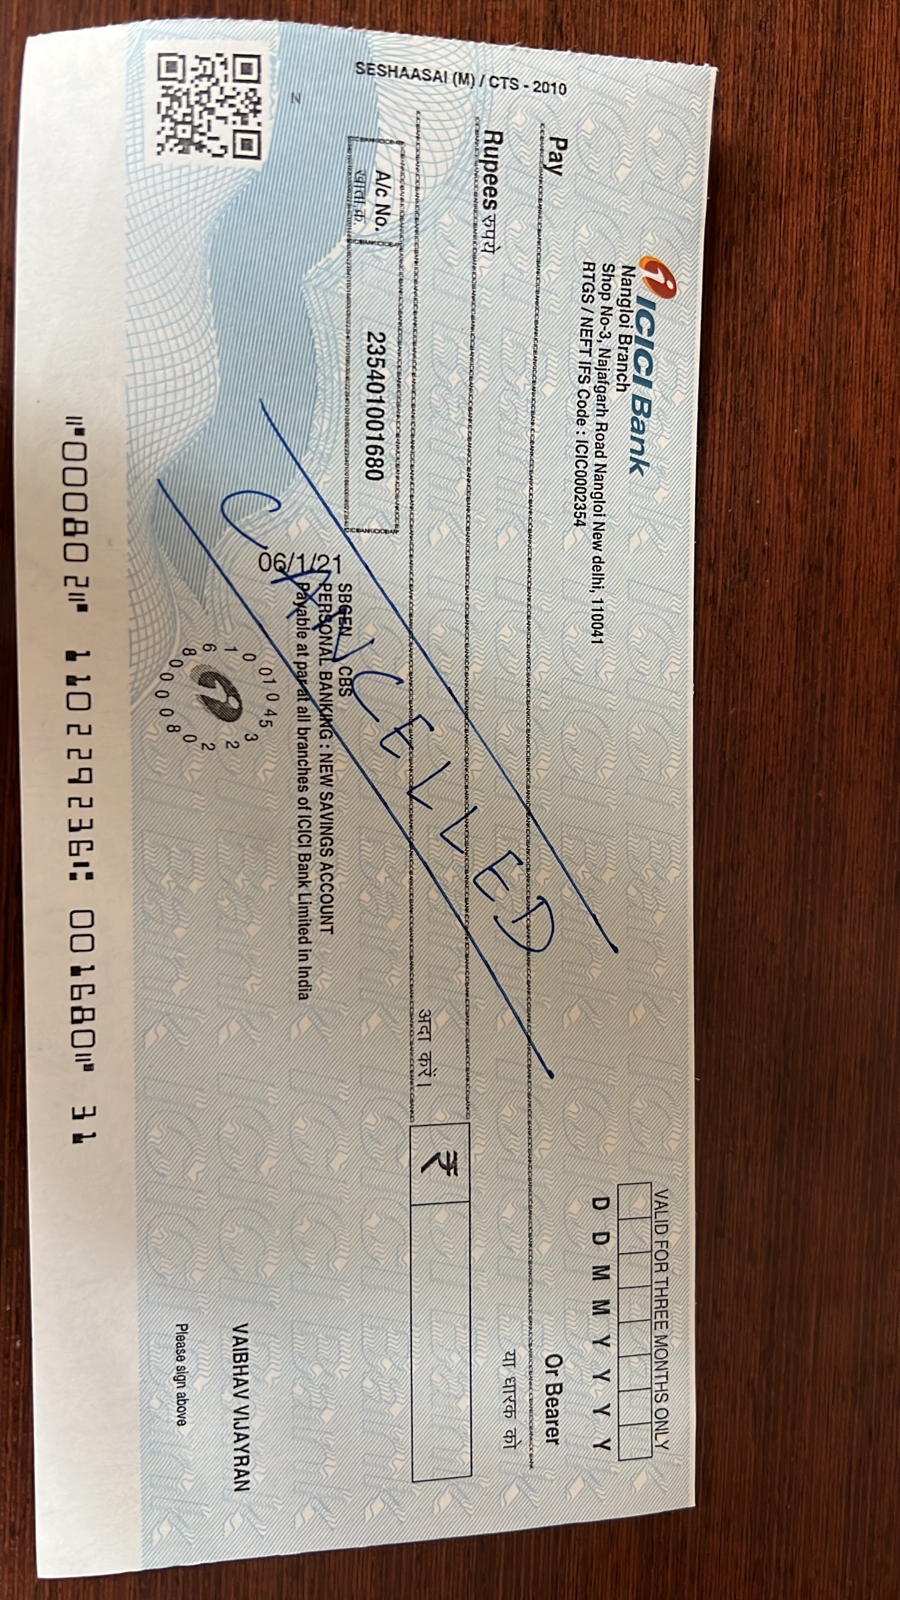 ICICI Bank
Nangloi Branch
Shop No-3, Najafgarh Road Nangloi New delhi, 110041
RTGS / NEFT IFS Code : ICIC0002354
VALID FOR THREE MONTHS ONLY
D D M M Y Y Y Y
Pay
Or Bearer
या धारक को
Rupees रुपये
अदा करें।
₹
CANCELLED
A/c No.
खाता क्र.
235401001680
SESHAASAI (M) / CTS - 2010
06/1/21
SBGEN CBS
PERSONAL BANKING : NEW SAVINGS ACCOUNT
Payable at par at all branches of ICICI Bank Limited in India
N
VAIBHAV VIJAYRAN
Please sign above
000802 110229236 001680 31